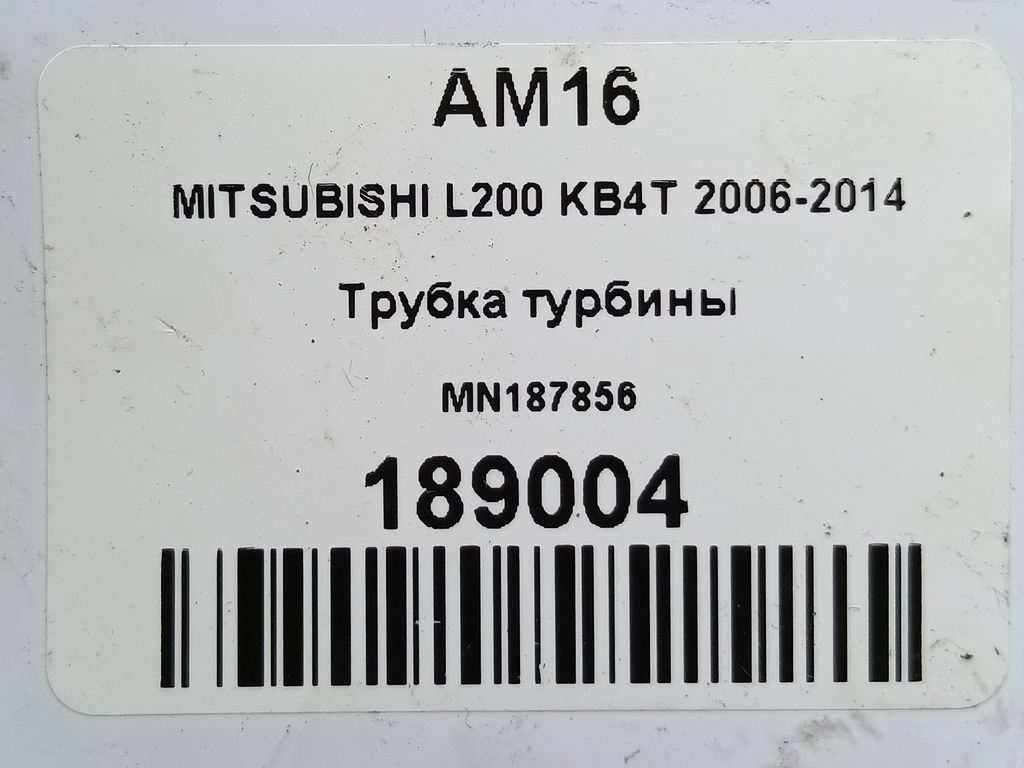 AM16
MITSUBISHI L200 KB4T 2006-2014
Трубка турбины
MN187856
189004